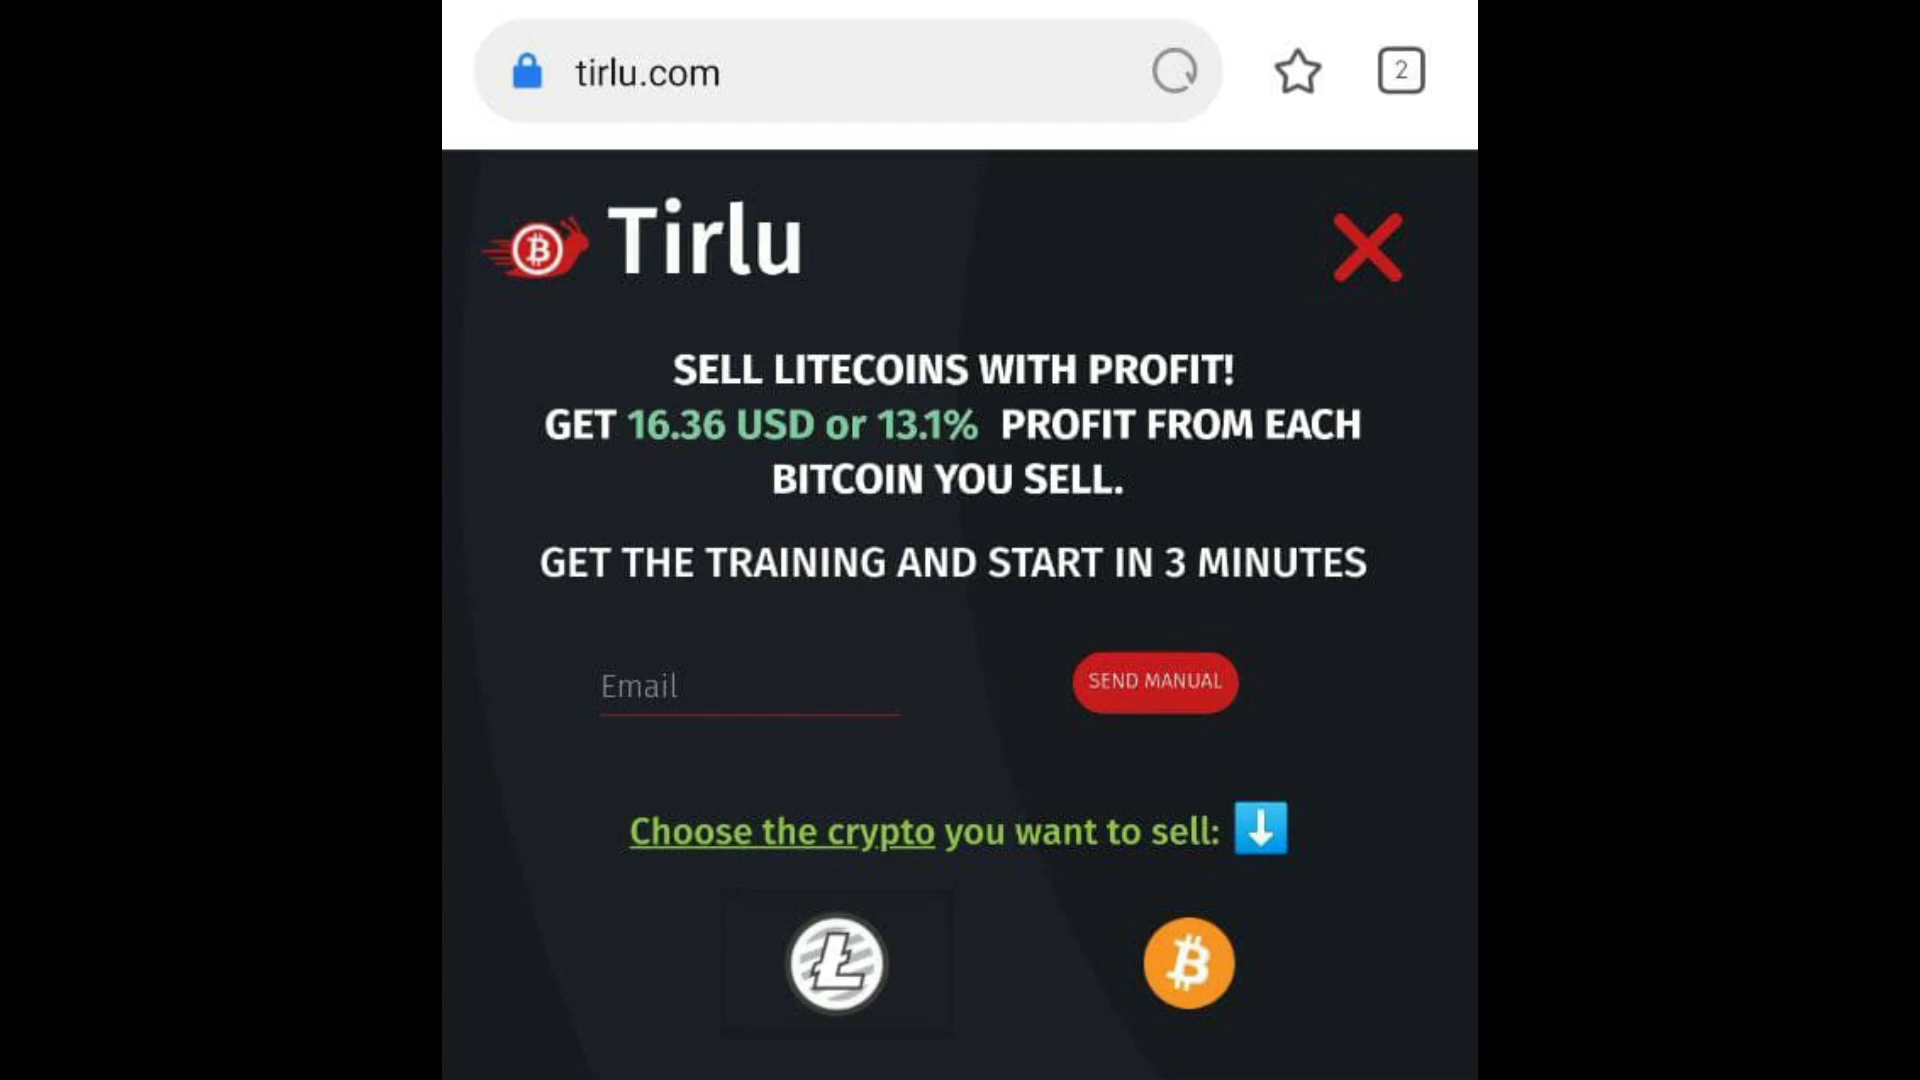 tirlu.com
2
Tirlu
SELL LITECOINS WITH PROFIT!
GET 16.36 USD or 13.1% PROFIT FROM EACH
BITCOIN YOU SELL.
GET THE TRAINING AND START IN 3 MINUTES
Email
SEND MANUAL
Choose the crypto you want to sell: